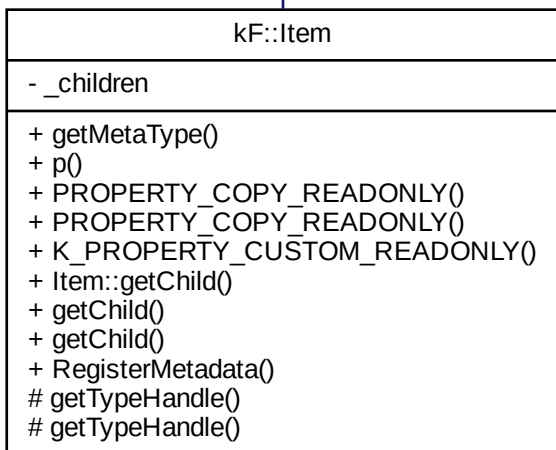 kF::Item
- _children
+ getMetaType()
+ p()
+ PROPERTY_COPY_READONLY()
+ PROPERTY_COPY_READONLY()
+ K_PROPERTY_CUSTOM_READONLY()
+ Item::getChild()
+ getChild()
+ getChild()
+ RegisterMetadata()
# getTypeHandle()
# getTypeHandle()